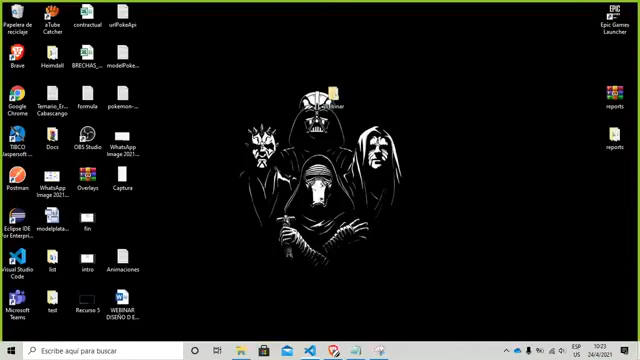 Papelera de reciclaje
aTube Catcher
contractual
urlPokeApi
EPIC GAMES
Epic Games Launcher
Brave
Heimdall
BRECHAS_...
modelPoke...
Google Chrome
Temario_Er... Cabascango
formula
pokemon-...
reports
TIBCO Jaspersoft ...
Docs
OBS Studio
WhatsApp Image 2021...
reports
Postman
WhatsApp Image 2021...
Overlays
Captura
Eclipse IDE For Enterpri...
modelplata...
fin
Visual Studio Code
list
intro
Animaciones
Microsoft Teams
test
Recurso 5
WEBINAR DISEÑO D E...
Escribe aquí para buscar
ESP
US
10:23
24/4/2021